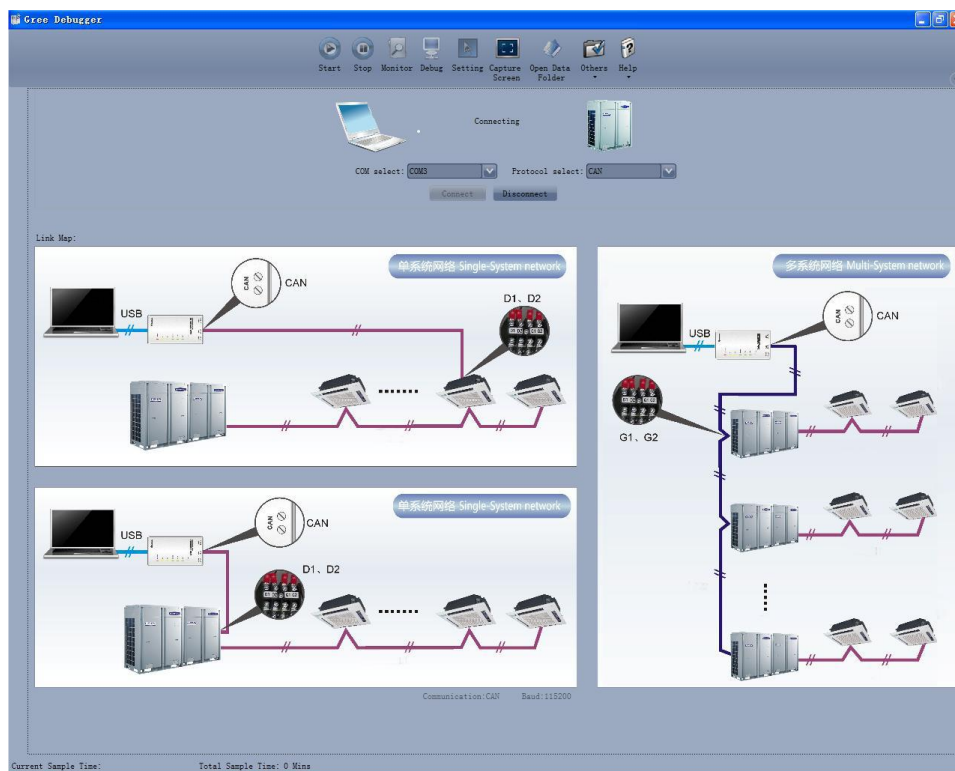 Gree Debugger
Start Stop Monitor Debug Setting Capture Screen Open Data Folder Others Help
Connecting
COM select: COM3 Protocol select: CAN
Connect Disconnect
Link Map:
单系统网络 Single-System network
CAN
CAN
USB
D1、D2
单系统网络 Single-System network
CAN
CAN
USB
D1、D2
多系统网络 Multi-System network
CAN
CAN
USB
G1、G2
Communication:CAN Baud:115200
Current Sample Time: Total Sample Time: 0 Mins